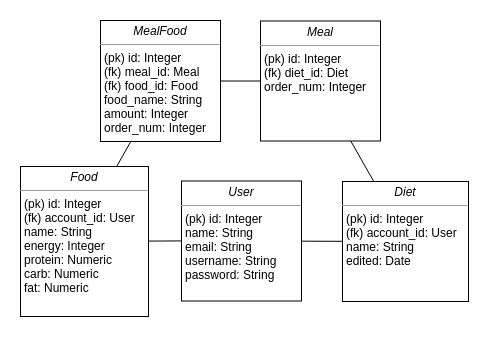 MealFood
(pk) id: Integer
(fk) meal_id: Meal
(fk) food_id: Food
food_name: String
amount: Integer
order_num: Integer
Meal
(pk) id: Integer
(fk) diet_id: Diet
order_num: Integer
Food
(pk) id: Integer
(fk) account_id: User
name: String
energy: Integer
protein: Numeric
carb: Numeric
fat: Numeric
User
(pk) id: Integer
name: String
email: String
username: String
password: String
Diet
(pk) id: Integer
(fk) account_id: User
name: String
edited: Date